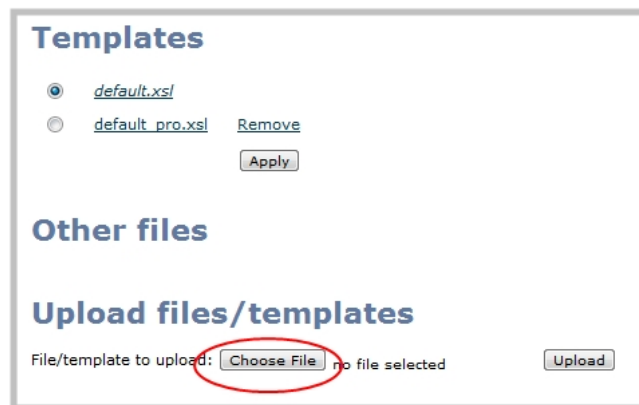 Templates
default.xsl
default_pro.xsl Remove
Apply
Other files
Upload files/templates
File/template to upload: Choose File no file selected Upload